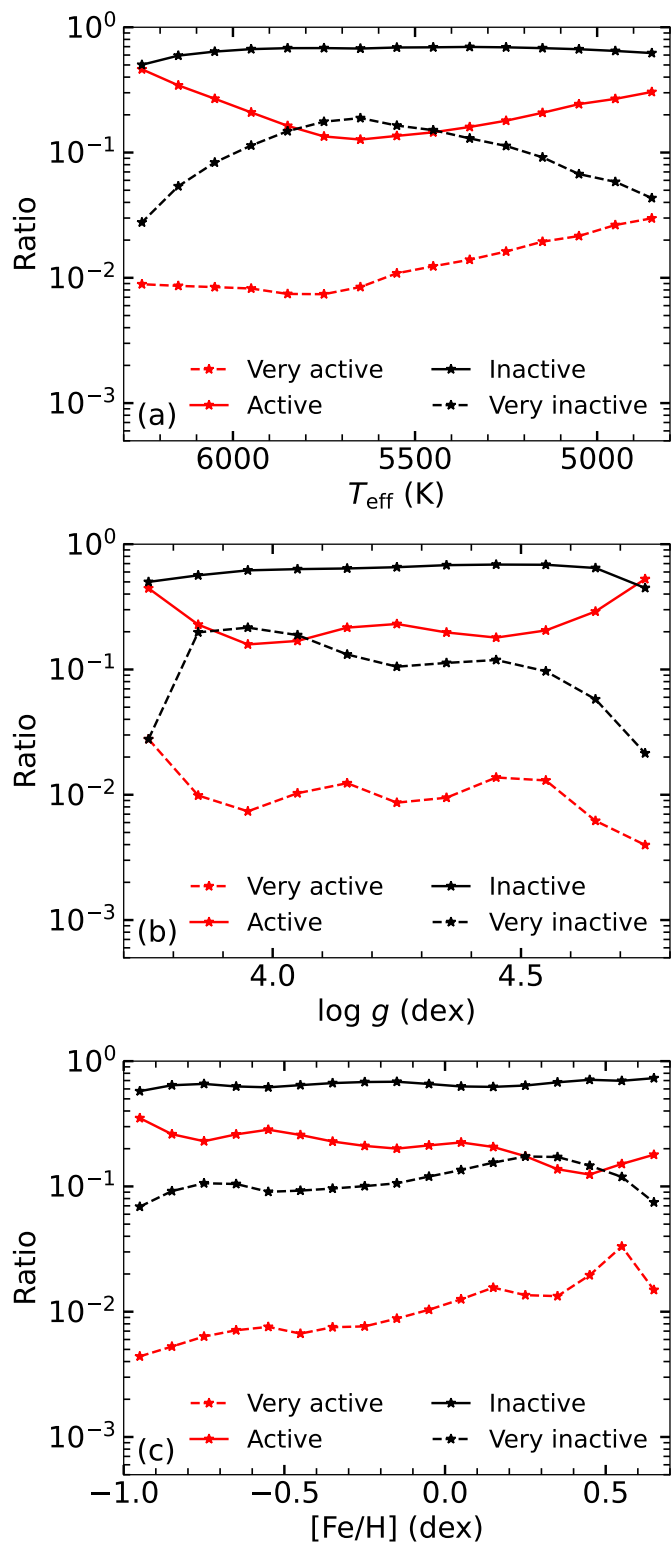 10⁰
10⁻¹
10⁻²
10⁻³
Ratio
Very active
Inactive
Active
Very inactive
(a)
6000 5500 5000
T_eff (K)
10⁰
10⁻¹
10⁻²
10⁻³
Ratio
Very active
Inactive
Active
Very inactive
(b)
4.0 4.5
log g (dex)
10⁰
10⁻¹
10⁻²
10⁻³
Ratio
Very active
Inactive
Active
Very inactive
(c)
−1.0 −0.5 0.0 0.5
[Fe/H] (dex)